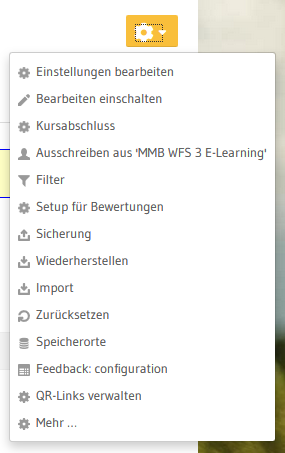 Einstellungen bearbeiten
Bearbeiten einschalten
Kursabschluss
Ausschreiben aus 'MMB WFS 3 E-Learning'
Filter
Setup für Bewertungen
Sicherung
Wiederherstellen
Import
Zurücksetzen
Speicherorte
Feedback: configuration
QR-Links verwalten
Mehr ...